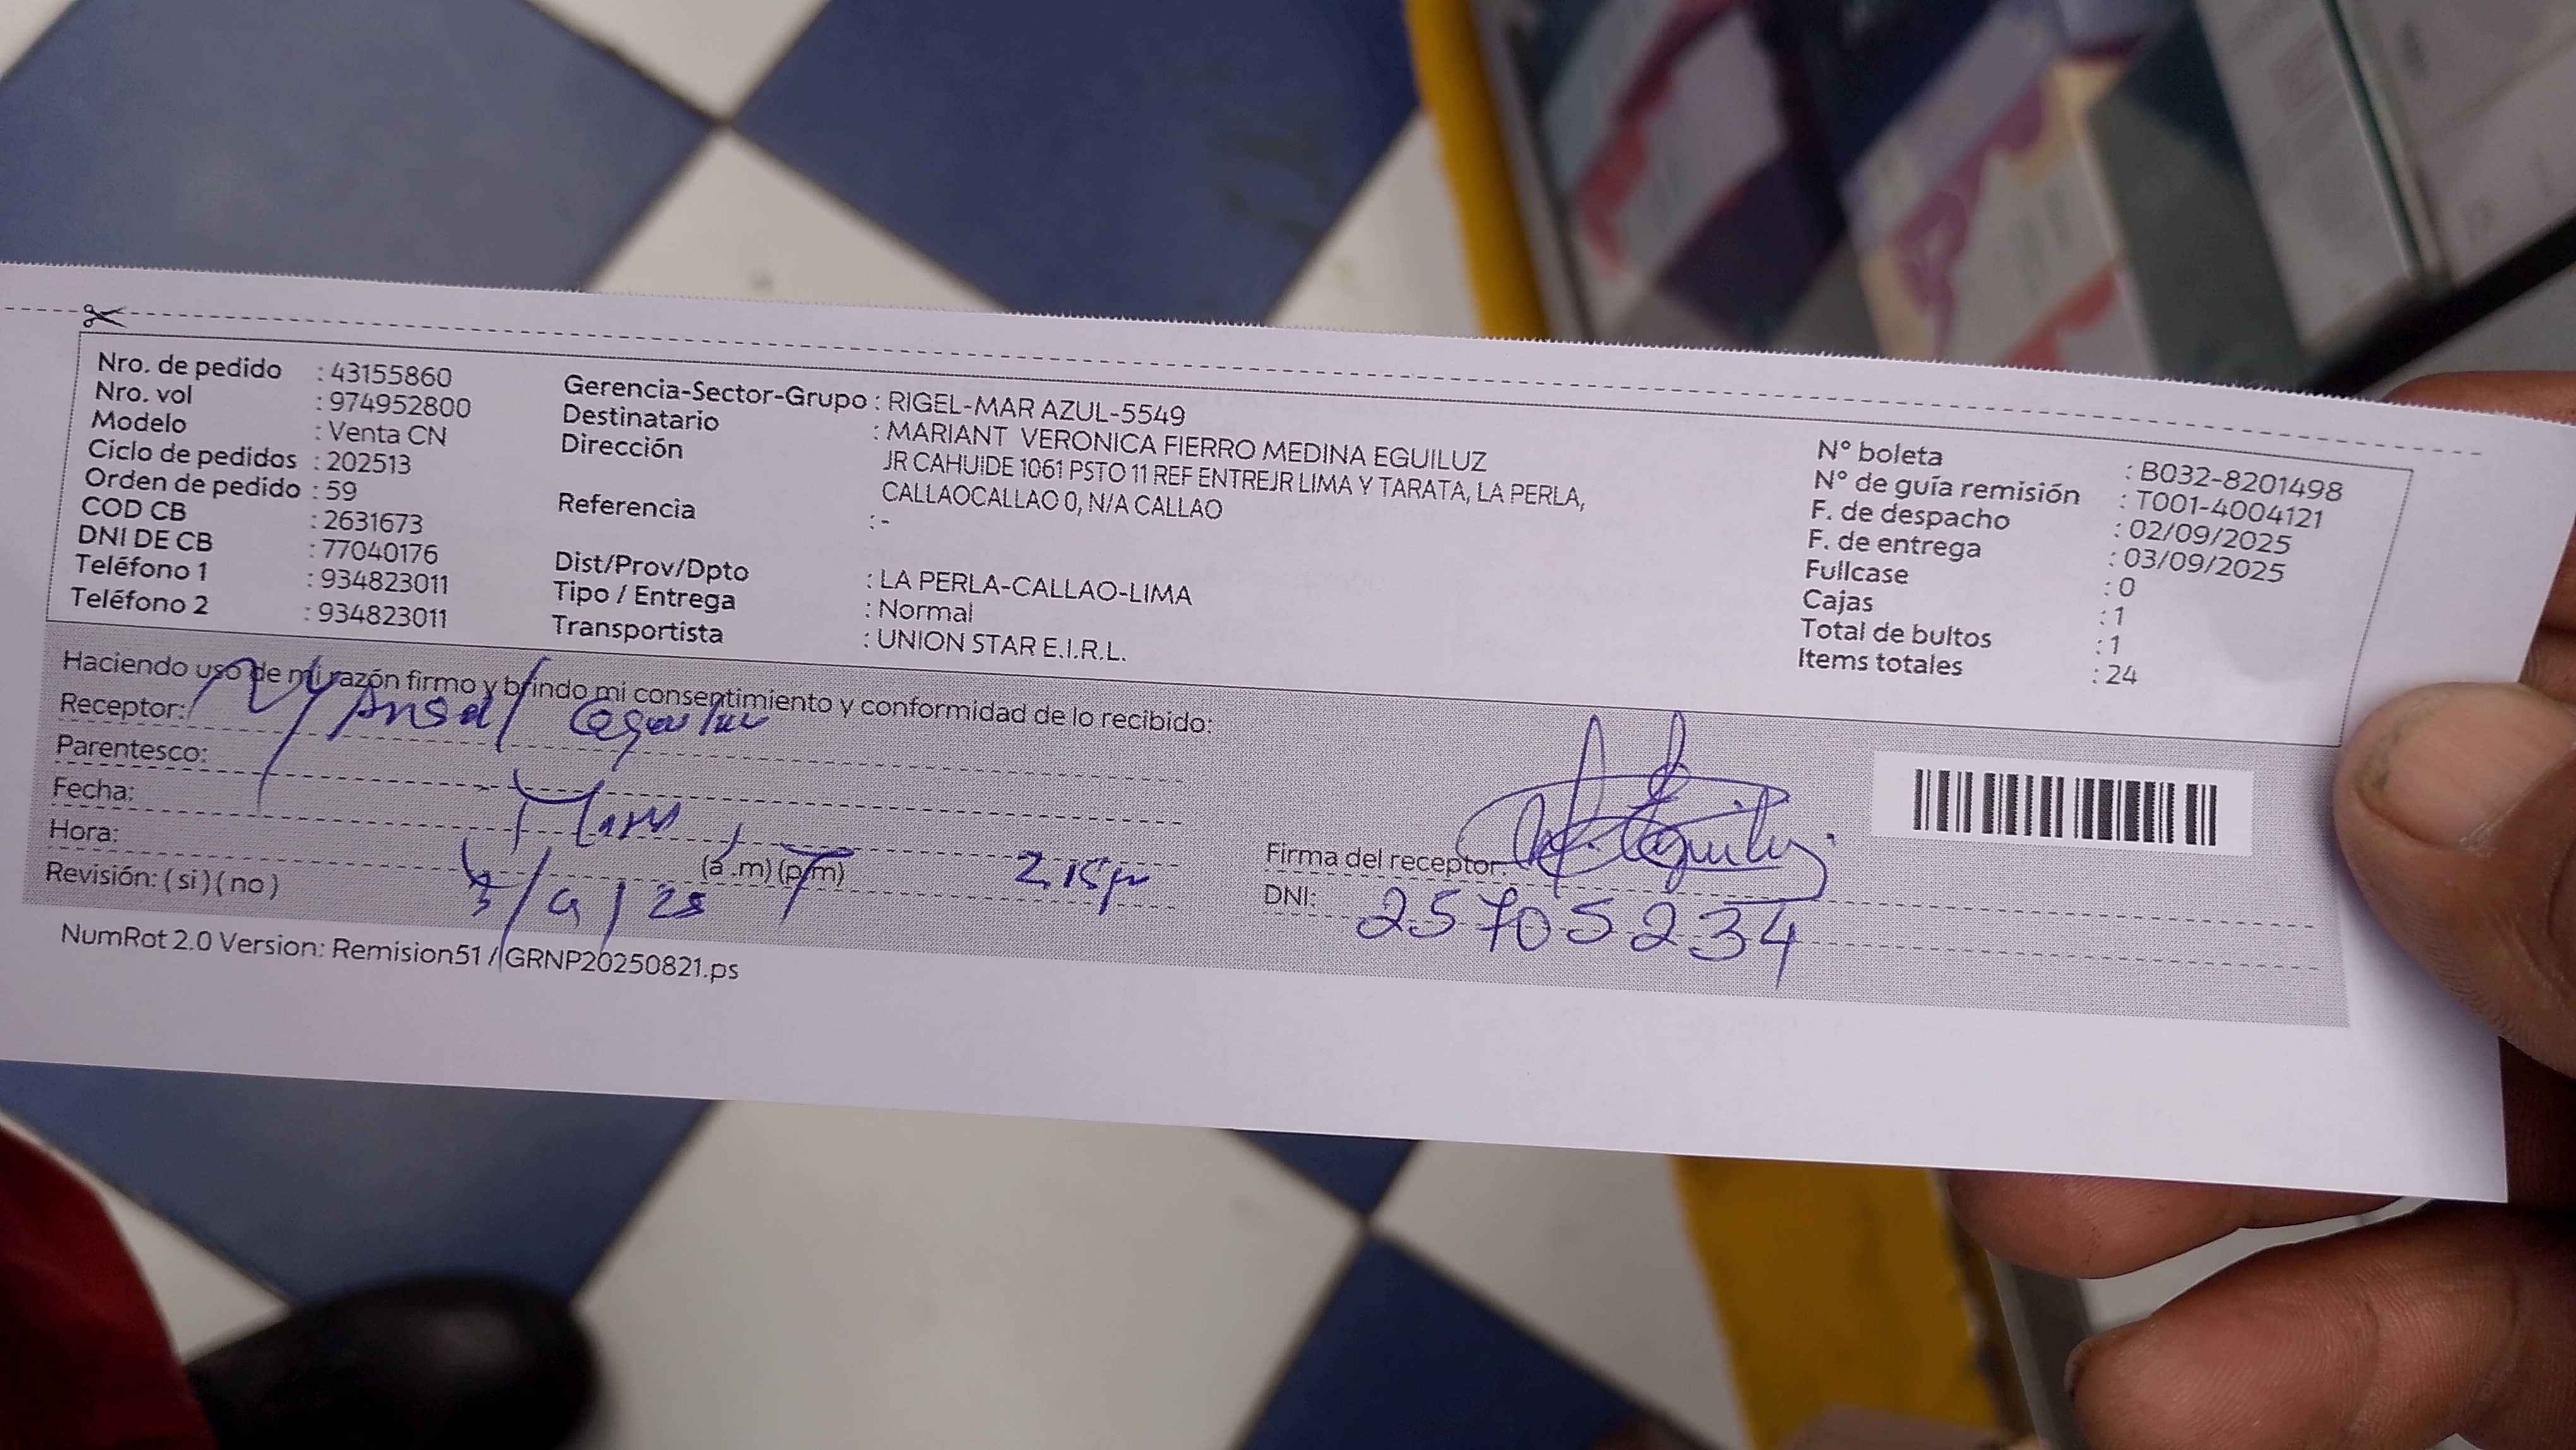 Nro. de pedido : 43155860
Nro. vol : 974952800
Modelo : Venta CN
Ciclo de pedidos : 202513
Orden de pedido : 59
COD CB : 2631673
DNI DE CB : 77040176
Teléfono 1 : 934823011
Teléfono 2 : 934823011
Gerencia-Sector-Grupo : RIGEL-MAR AZUL-5549
Destinatario : MARIANT VERONICA FIERRO MEDINA EGUILUZ
Dirección JR CAHUIDE 1061 PSTO 11 REF ENTREJR LIMA Y TARATA, LA PERLA,
CALLAOCALLAO 0, N/A CALLAO
Referencia : -
Dist/Prov/Dpto : LA PERLA-CALLAO-LIMA
Tipo / Entrega : Normal
Transportista : UNION STAR E.I.R.L.
N° boleta : B032-8201498
N° de guía remisión : T001-4004121
F. de despacho : 02/09/2025
F. de entrega : 03/09/2025
Fullcase : 0
Cajas : 1
Total de bultos : 1
Items totales : 24
Haciendo uso de mi razón firmo y brindo mi consentimiento y conformidad de lo recibido:
Receptor:
Parentesco:
Fecha:
Hora: (a .m) (p.m) 2.15 p
Revisión: ( si ) ( no ) 3/9/25
Firma del receptor:
DNI: 25705234
NumRot 2.0 Version: Remision51 / GRNP20250821.ps